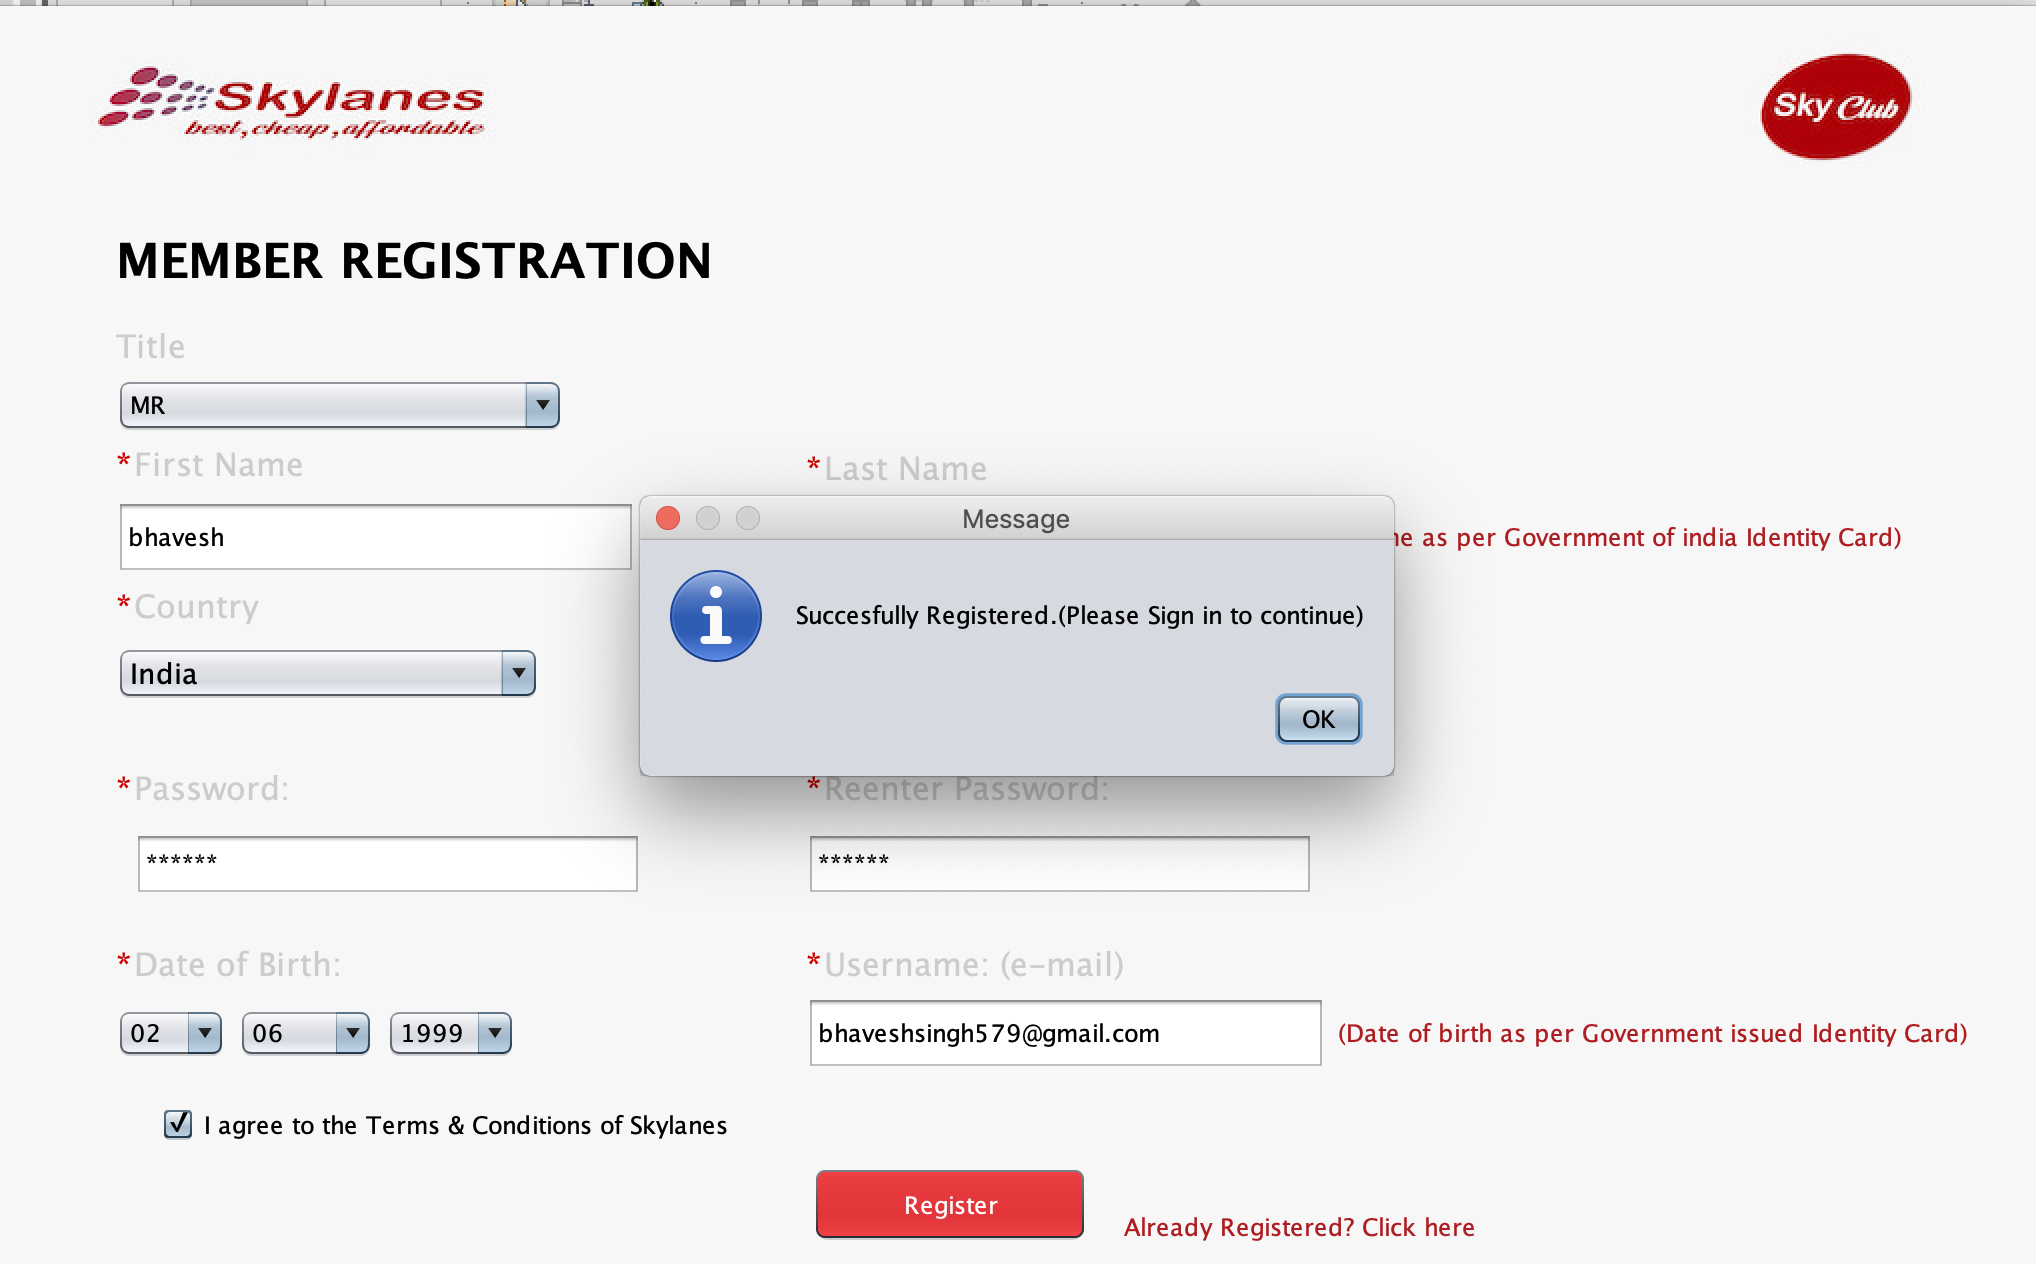 Skylanes
best,cheap,affordable
Sky Club
MEMBER REGISTRATION
Title
MR
*First Name
*Last Name
bhavesh
as per Government of india Identity Card)
Message
Succesfully Registered.(Please Sign in to continue)
OK
*Country
India
*Password:
*Reenter Password:
******
******
*Date of Birth:
*Username: (e-mail)
02
06
1999
bhaveshsingh579@gmail.com
(Date of birth as per Government issued Identity Card)
I agree to the Terms & Conditions of Skylanes
Register
Already Registered? Click here